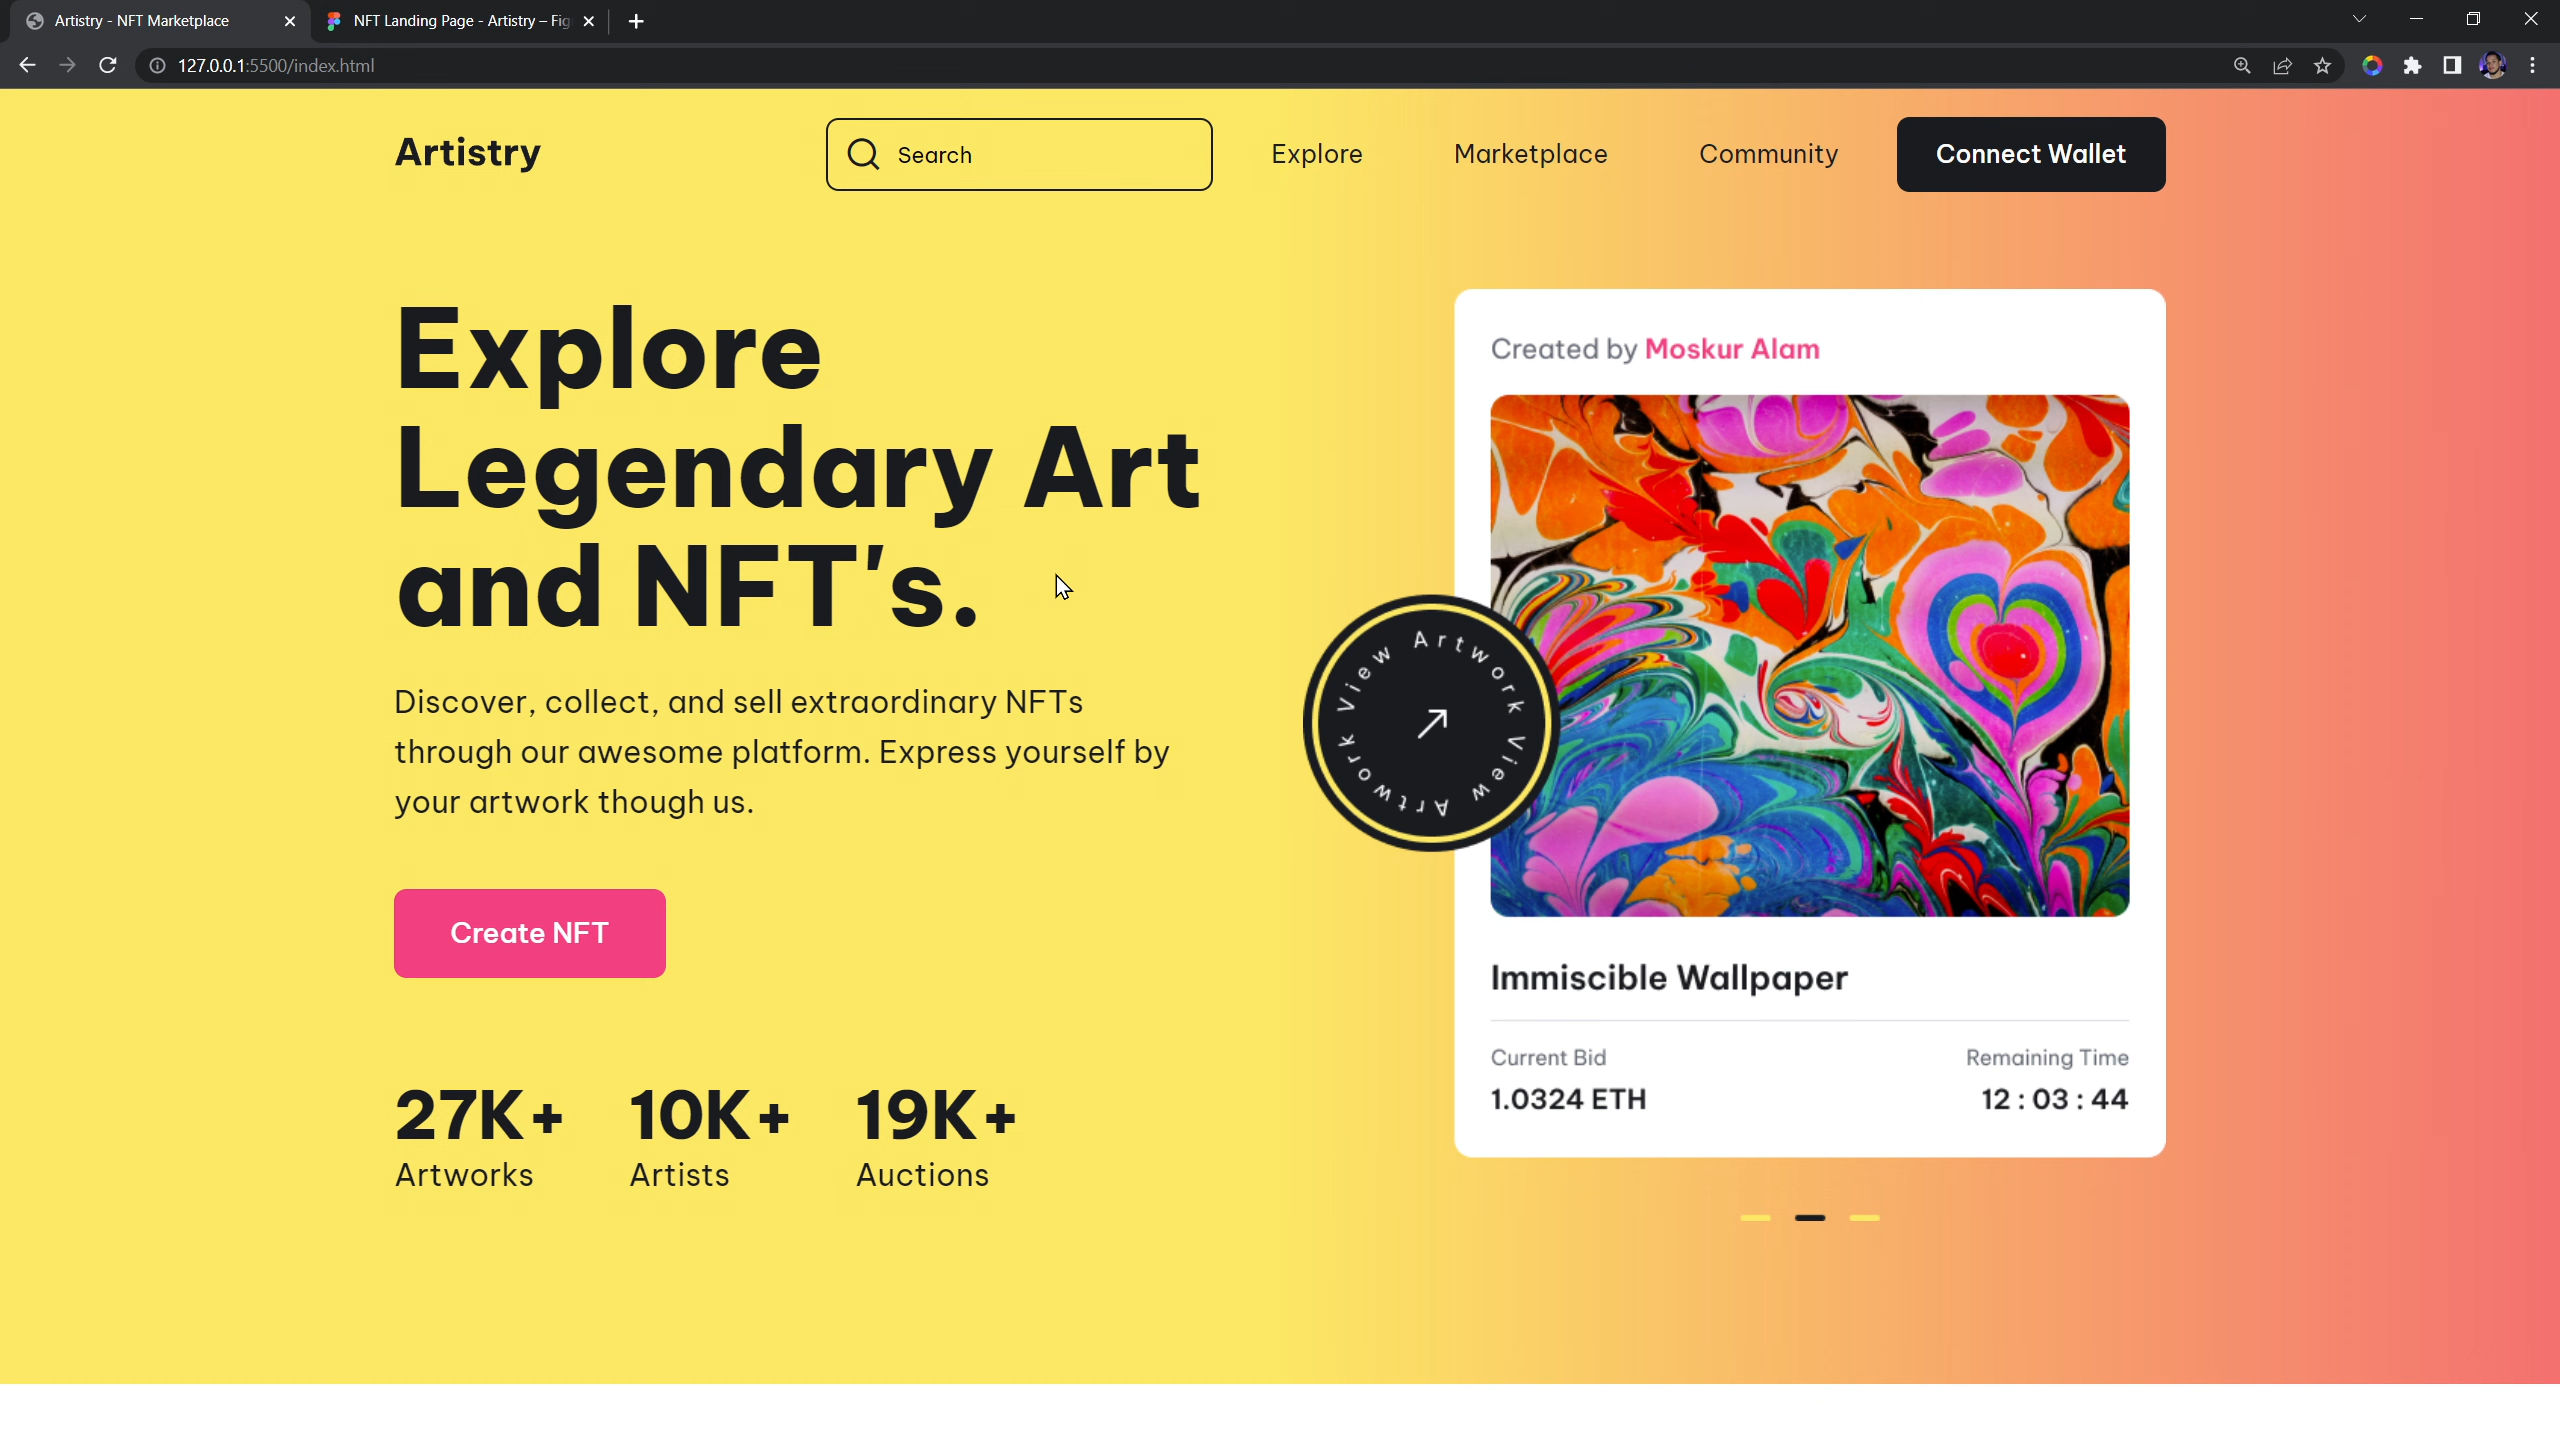 Artistry - NFT Marketplace
NFT Landing Page - Artistry – Fig
127.0.0.1:5500/index.html
Artistry
Search
Explore
Marketplace
Community
Connect Wallet
Explore
Legendary Art
and NFT's.
Discover, collect, and sell extraordinary NFTs
through our awesome platform. Express yourself by
your artwork though us.
Create NFT
27K+
Artworks
10K+
Artists
19K+
Auctions
Created by Moskur Alam
View Artwork View Artwork
Immiscible Wallpaper
Current Bid
1.0324 ETH
Remaining Time
12 : 03 : 44